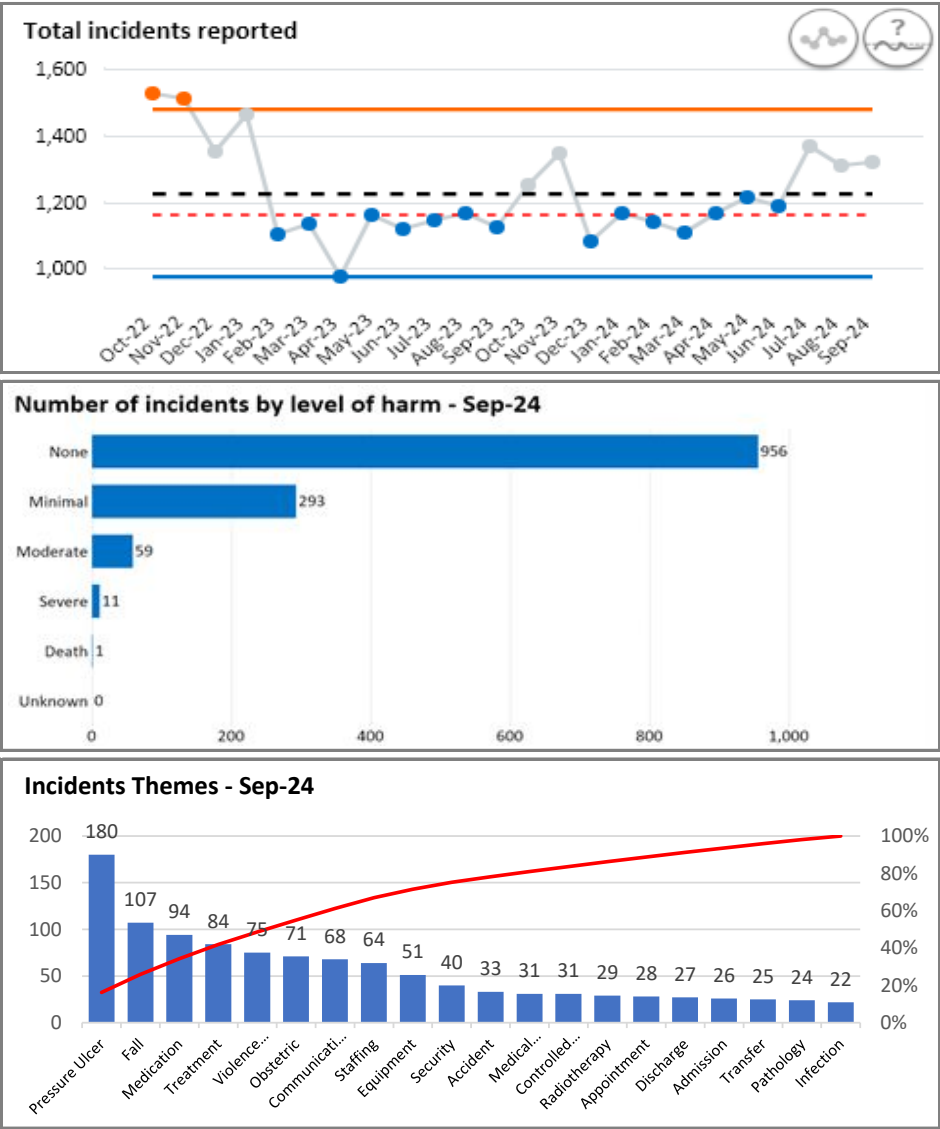 Total incidents reported
?
1,600
1,400
1,200
1,000
Oct-22
Nov-22
Dec-22
Jan-23
Feb-23
Mar-23
Apr-23
May-23
Jun-23
Jul-23
Aug-23
Sep-23
Oct-23
Nov-23
Dec-23
Jan-24
Feb-24
Mar-24
Apr-24
May-24
Jun-24
Jul-24
Aug-24
Sep-24
Number of incidents by level of harm - Sep-24
None 956
Minimal 293
Moderate 59
Severe 11
Death 1
Unknown 0
0 200 400 600 800 1,000
Incidents Themes - Sep-24
200
150
100
50
0
180 107 94 84 75 71 68 64 51 40 33 31 31 29 28 27 26 25 24 22
100%
80%
60%
40%
20%
0%
Pressure Ulcer
Fall
Medication
Treatment
Violence...
Obstetric
Communicati...
Staffing
Equipment
Security
Accident
Medical...
Controlled...
Radiotherapy
Appointment
Discharge
Admission
Transfer
Pathology
Infection